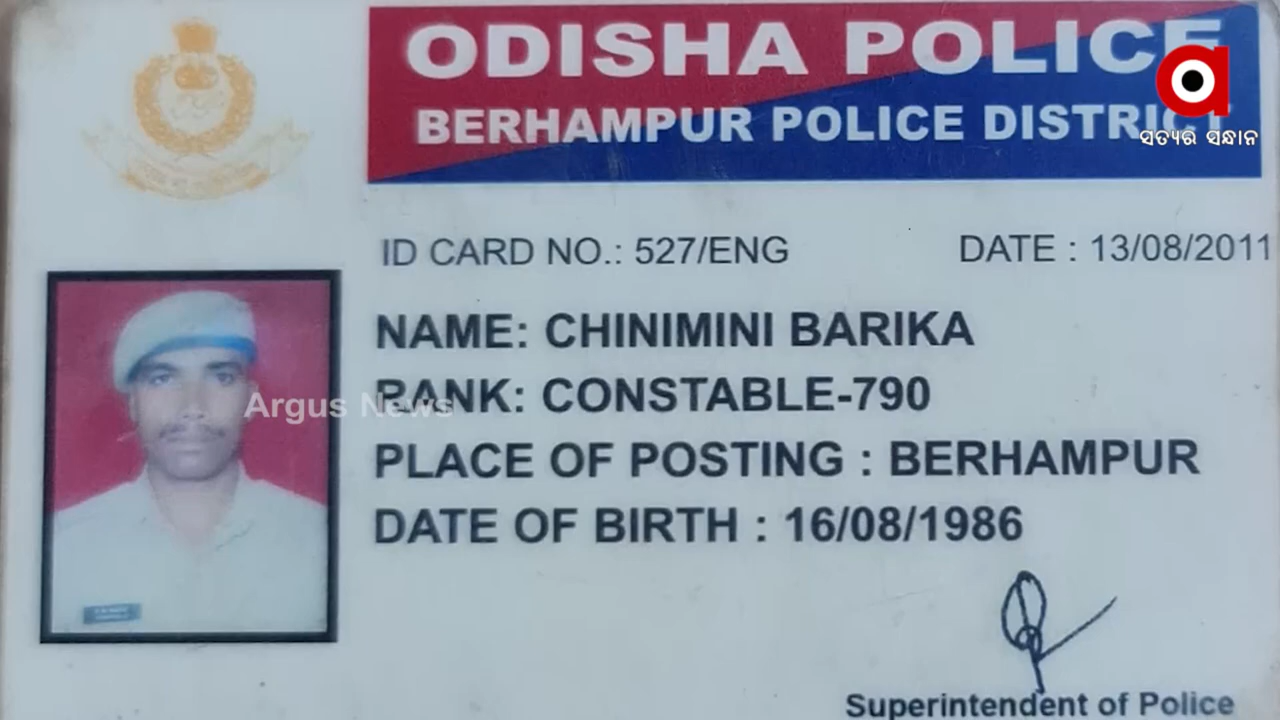 ODISHA POLICE
BERHAMPUR POLICE DISTRICT
ସତ୍ୟର ସନ୍ଧାନ
ID CARD NO.: 527/ENG DATE : 13/08/2011
NAME: CHINIMINI BARIKA
RANK: CONSTABLE-790
Argus News
PLACE OF POSTING : BERHAMPUR
DATE OF BIRTH : 16/08/1986
Superintendent of Police